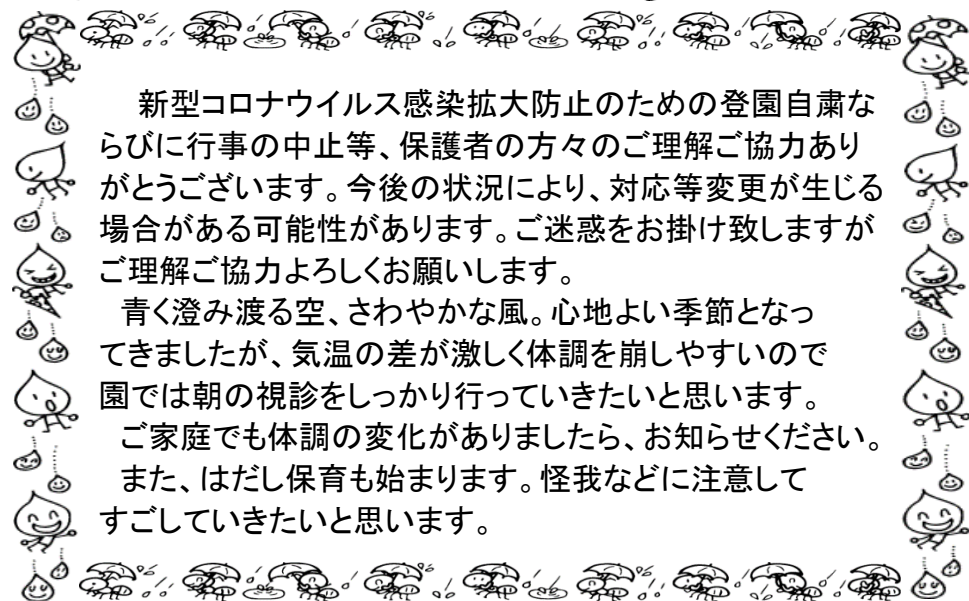 新型コロナウイルス感染拡大防止のための登園自粛な
らびに行事の中止等、保護者の方々のご理解ご協力あり
がとうございます。今後の状況により、対応等変更が生じる
場合がある可能性があります。ご迷惑をお掛け致しますが
ご理解ご協力よろしくお願いします。
青く澄み渡る空、さわやかな風。心地よい季節となっ
てきましたが、気温の差が激しく体調を崩しやすいので
園では朝の視診をしっかり行っていきたいと思います。
ご家庭でも体調の変化がありましたら、お知らせください。
また、はだし保育も始まります。怪我などに注意して
すごしていきたいと思います。